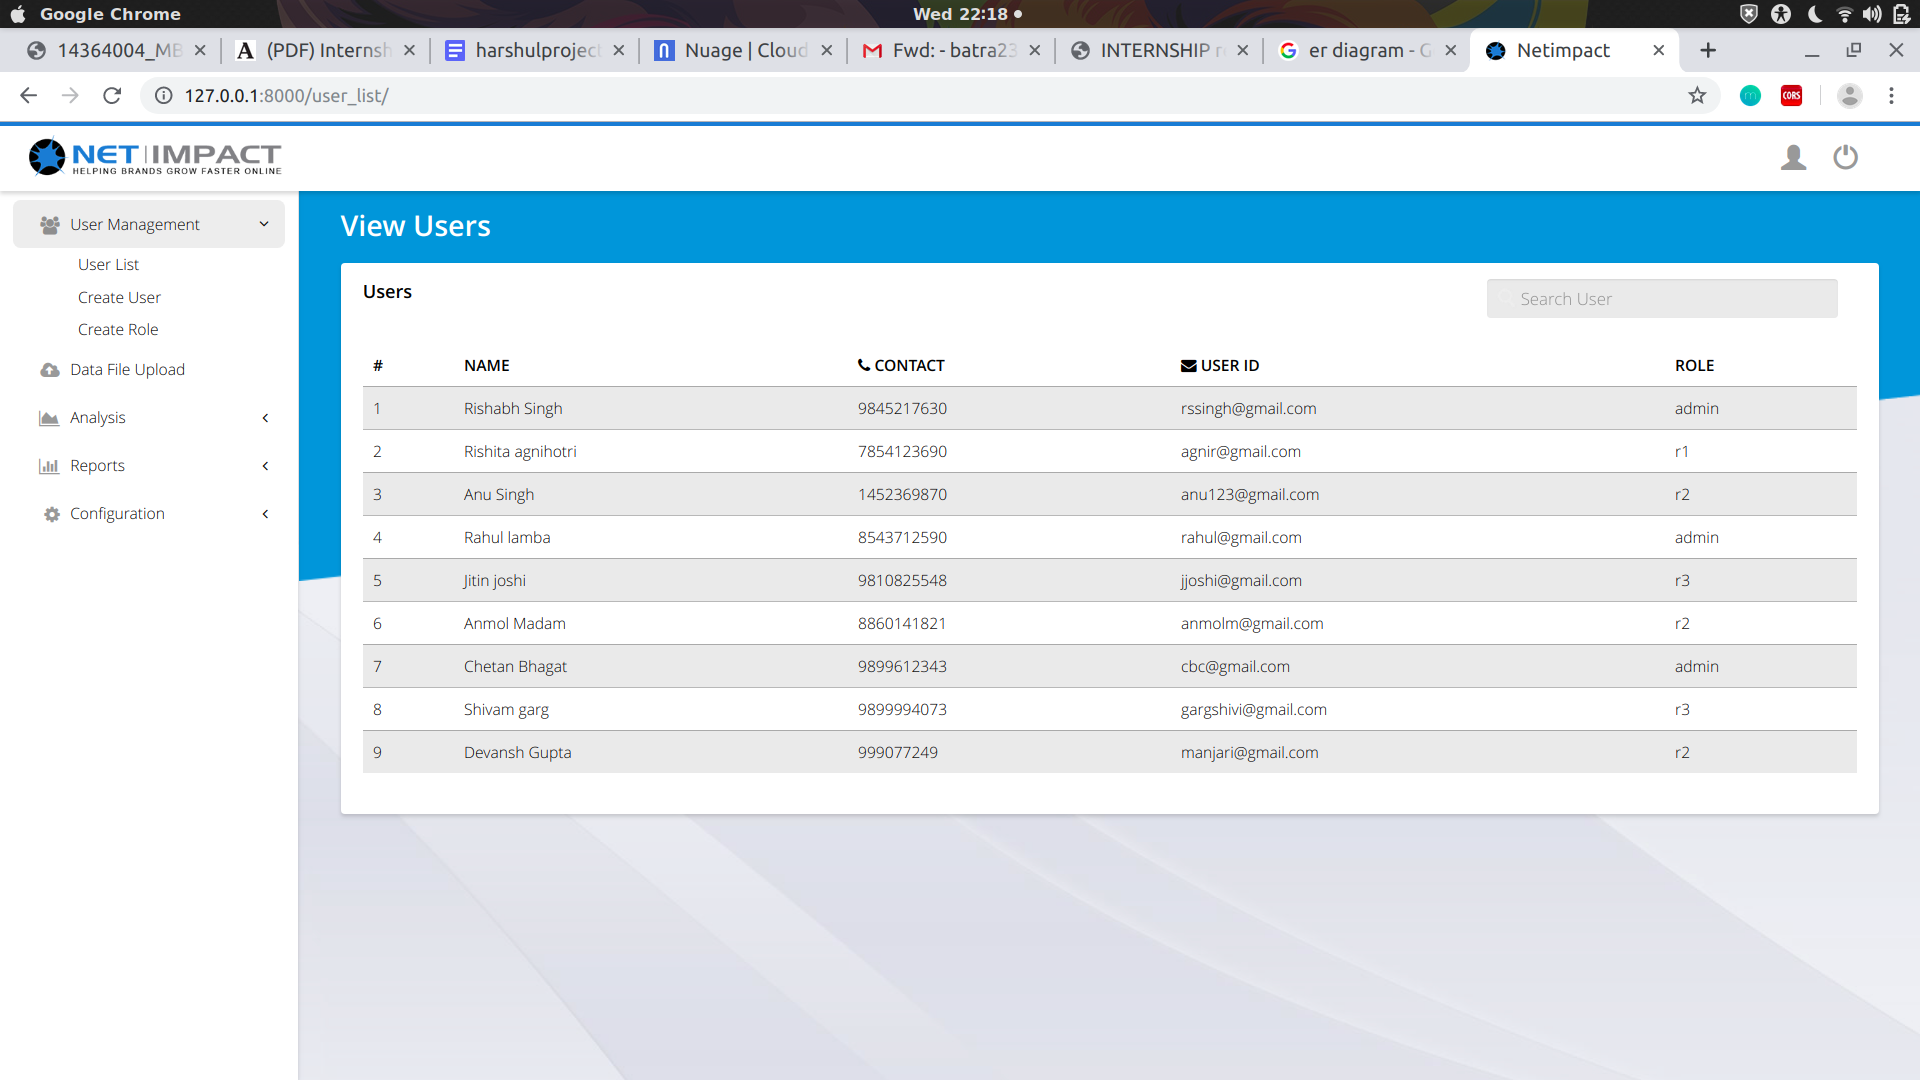 Google Chrome
Wed 22:18
14364004_MB
(PDF) Internsh
harshulproject
Nuage | Cloud
Fwd: - batra23
INTERNSHIP r
er diagram - G
Netimpact
127.0.0.1:8000/user_list/
CORS
NET|IMPACT
HELPING BRANDS GROW FASTER ONLINE
User Management
User List
Create User
Create Role
Data File Upload
Analysis
Reports
Configuration
View Users
Users
Search User
# NAME CONTACT USER ID ROLE
1 Rishabh Singh 9845217630 rssingh@gmail.com admin
2 Rishita agnihotri 7854123690 agnir@gmail.com r1
3 Anu Singh 1452369870 anu123@gmail.com r2
4 Rahul lamba 8543712590 rahul@gmail.com admin
5 Jitin joshi 9810825548 jjoshi@gmail.com r3
6 Anmol Madam 8860141821 anmolm@gmail.com r2
7 Chetan Bhagat 9899612343 cbc@gmail.com admin
8 Shivam garg 9899994073 gargshivi@gmail.com r3
9 Devansh Gupta 999077249 manjari@gmail.com r2